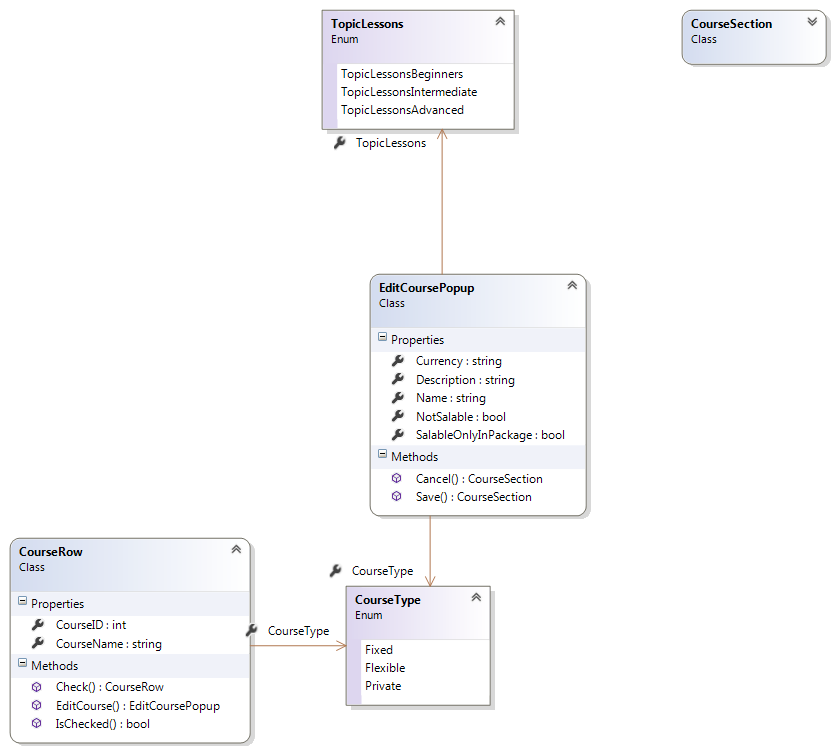 TopicLessons
Enum
TopicLessonsBeginners
TopicLessonsIntermediate
TopicLessonsAdvanced
TopicLessons
CourseSection
Class
EditCoursePopup
Class
Properties
Currency : string
Description : string
Name : string
NotSalable : bool
SalableOnlyInPackage : bool
Methods
Cancel() : CourseSection
Save() : CourseSection
CourseType
CourseRow
Class
Properties
CourseID : int
CourseName : string
Methods
Check() : CourseRow
EditCourse() : EditCoursePopup
IsChecked() : bool
CourseType
CourseType
Enum
Fixed
Flexible
Private